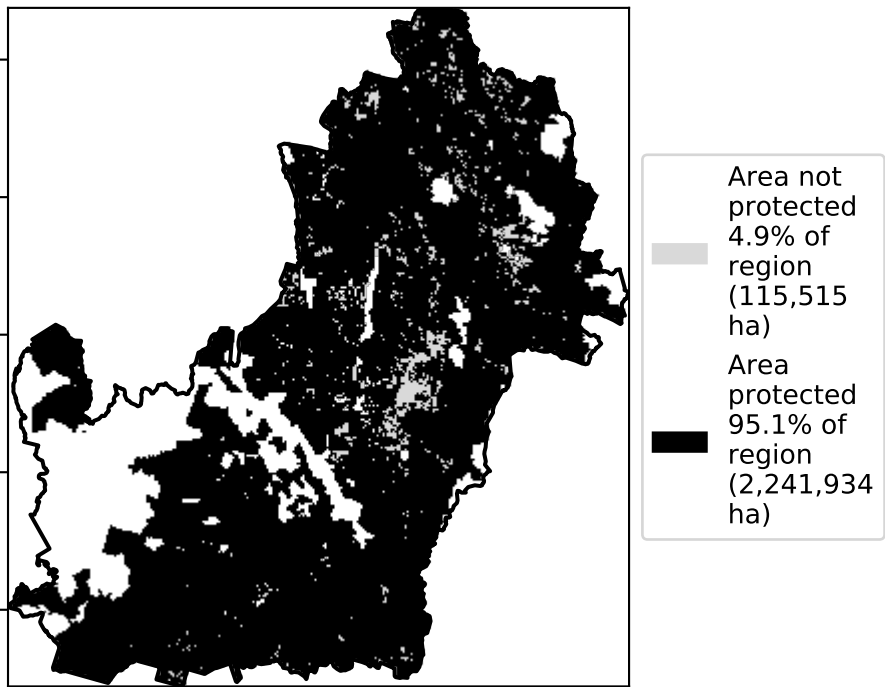 Area not
protected
4.9% of
region
(115,515
ha)
Area
protected
95.1% of
region
(2,241,934
ha)